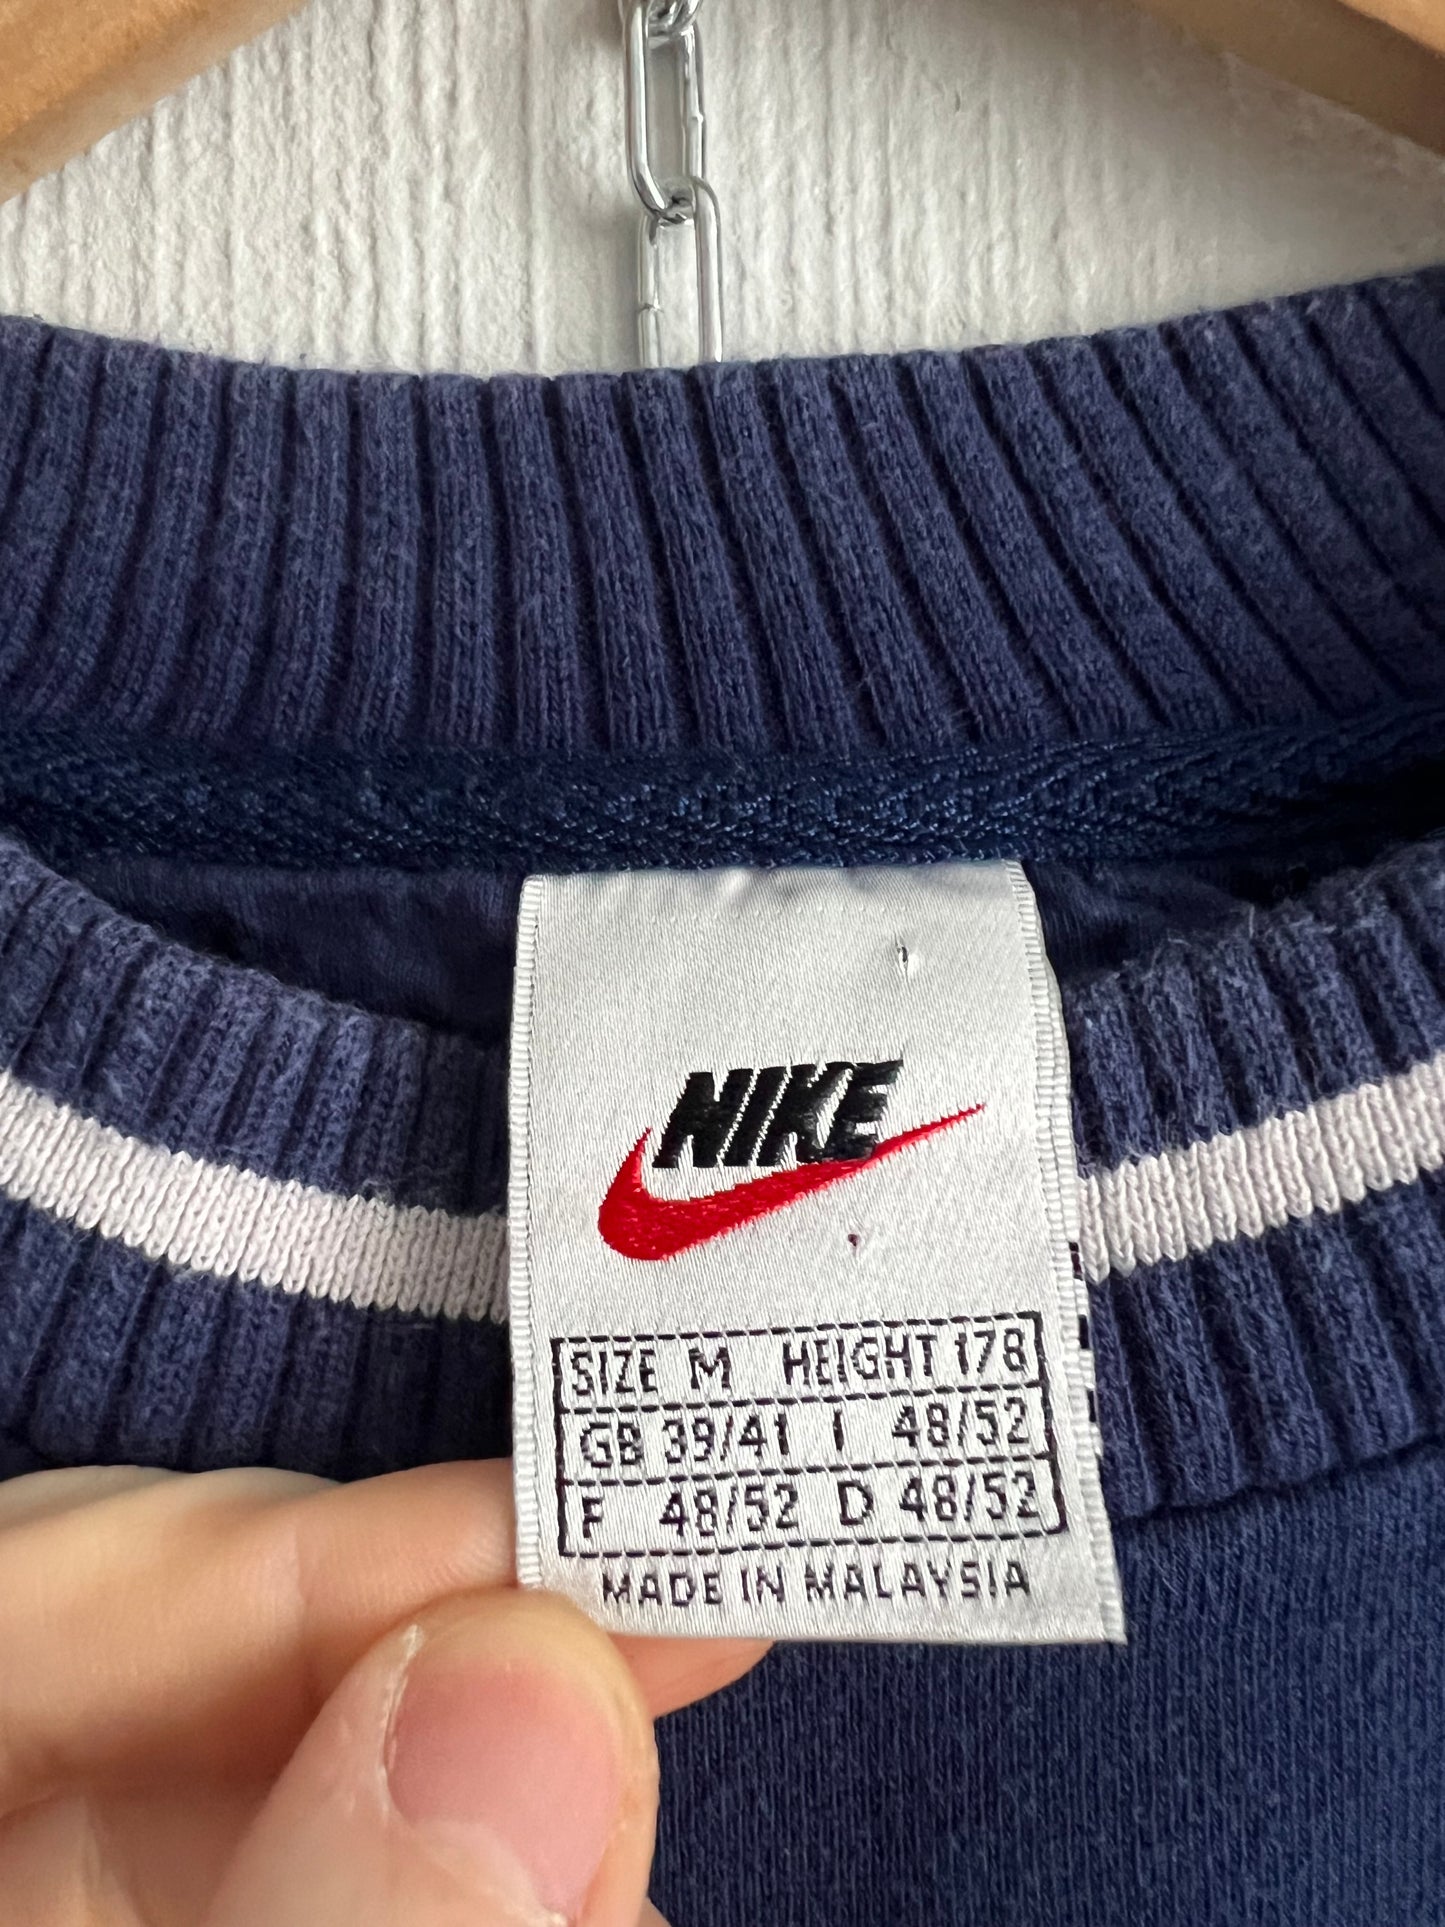 NIKE
SIZE M HEIGHT 178
GB 39/41 I 48/52
F 48/52 D 48/52
MADE IN MALAYSIA